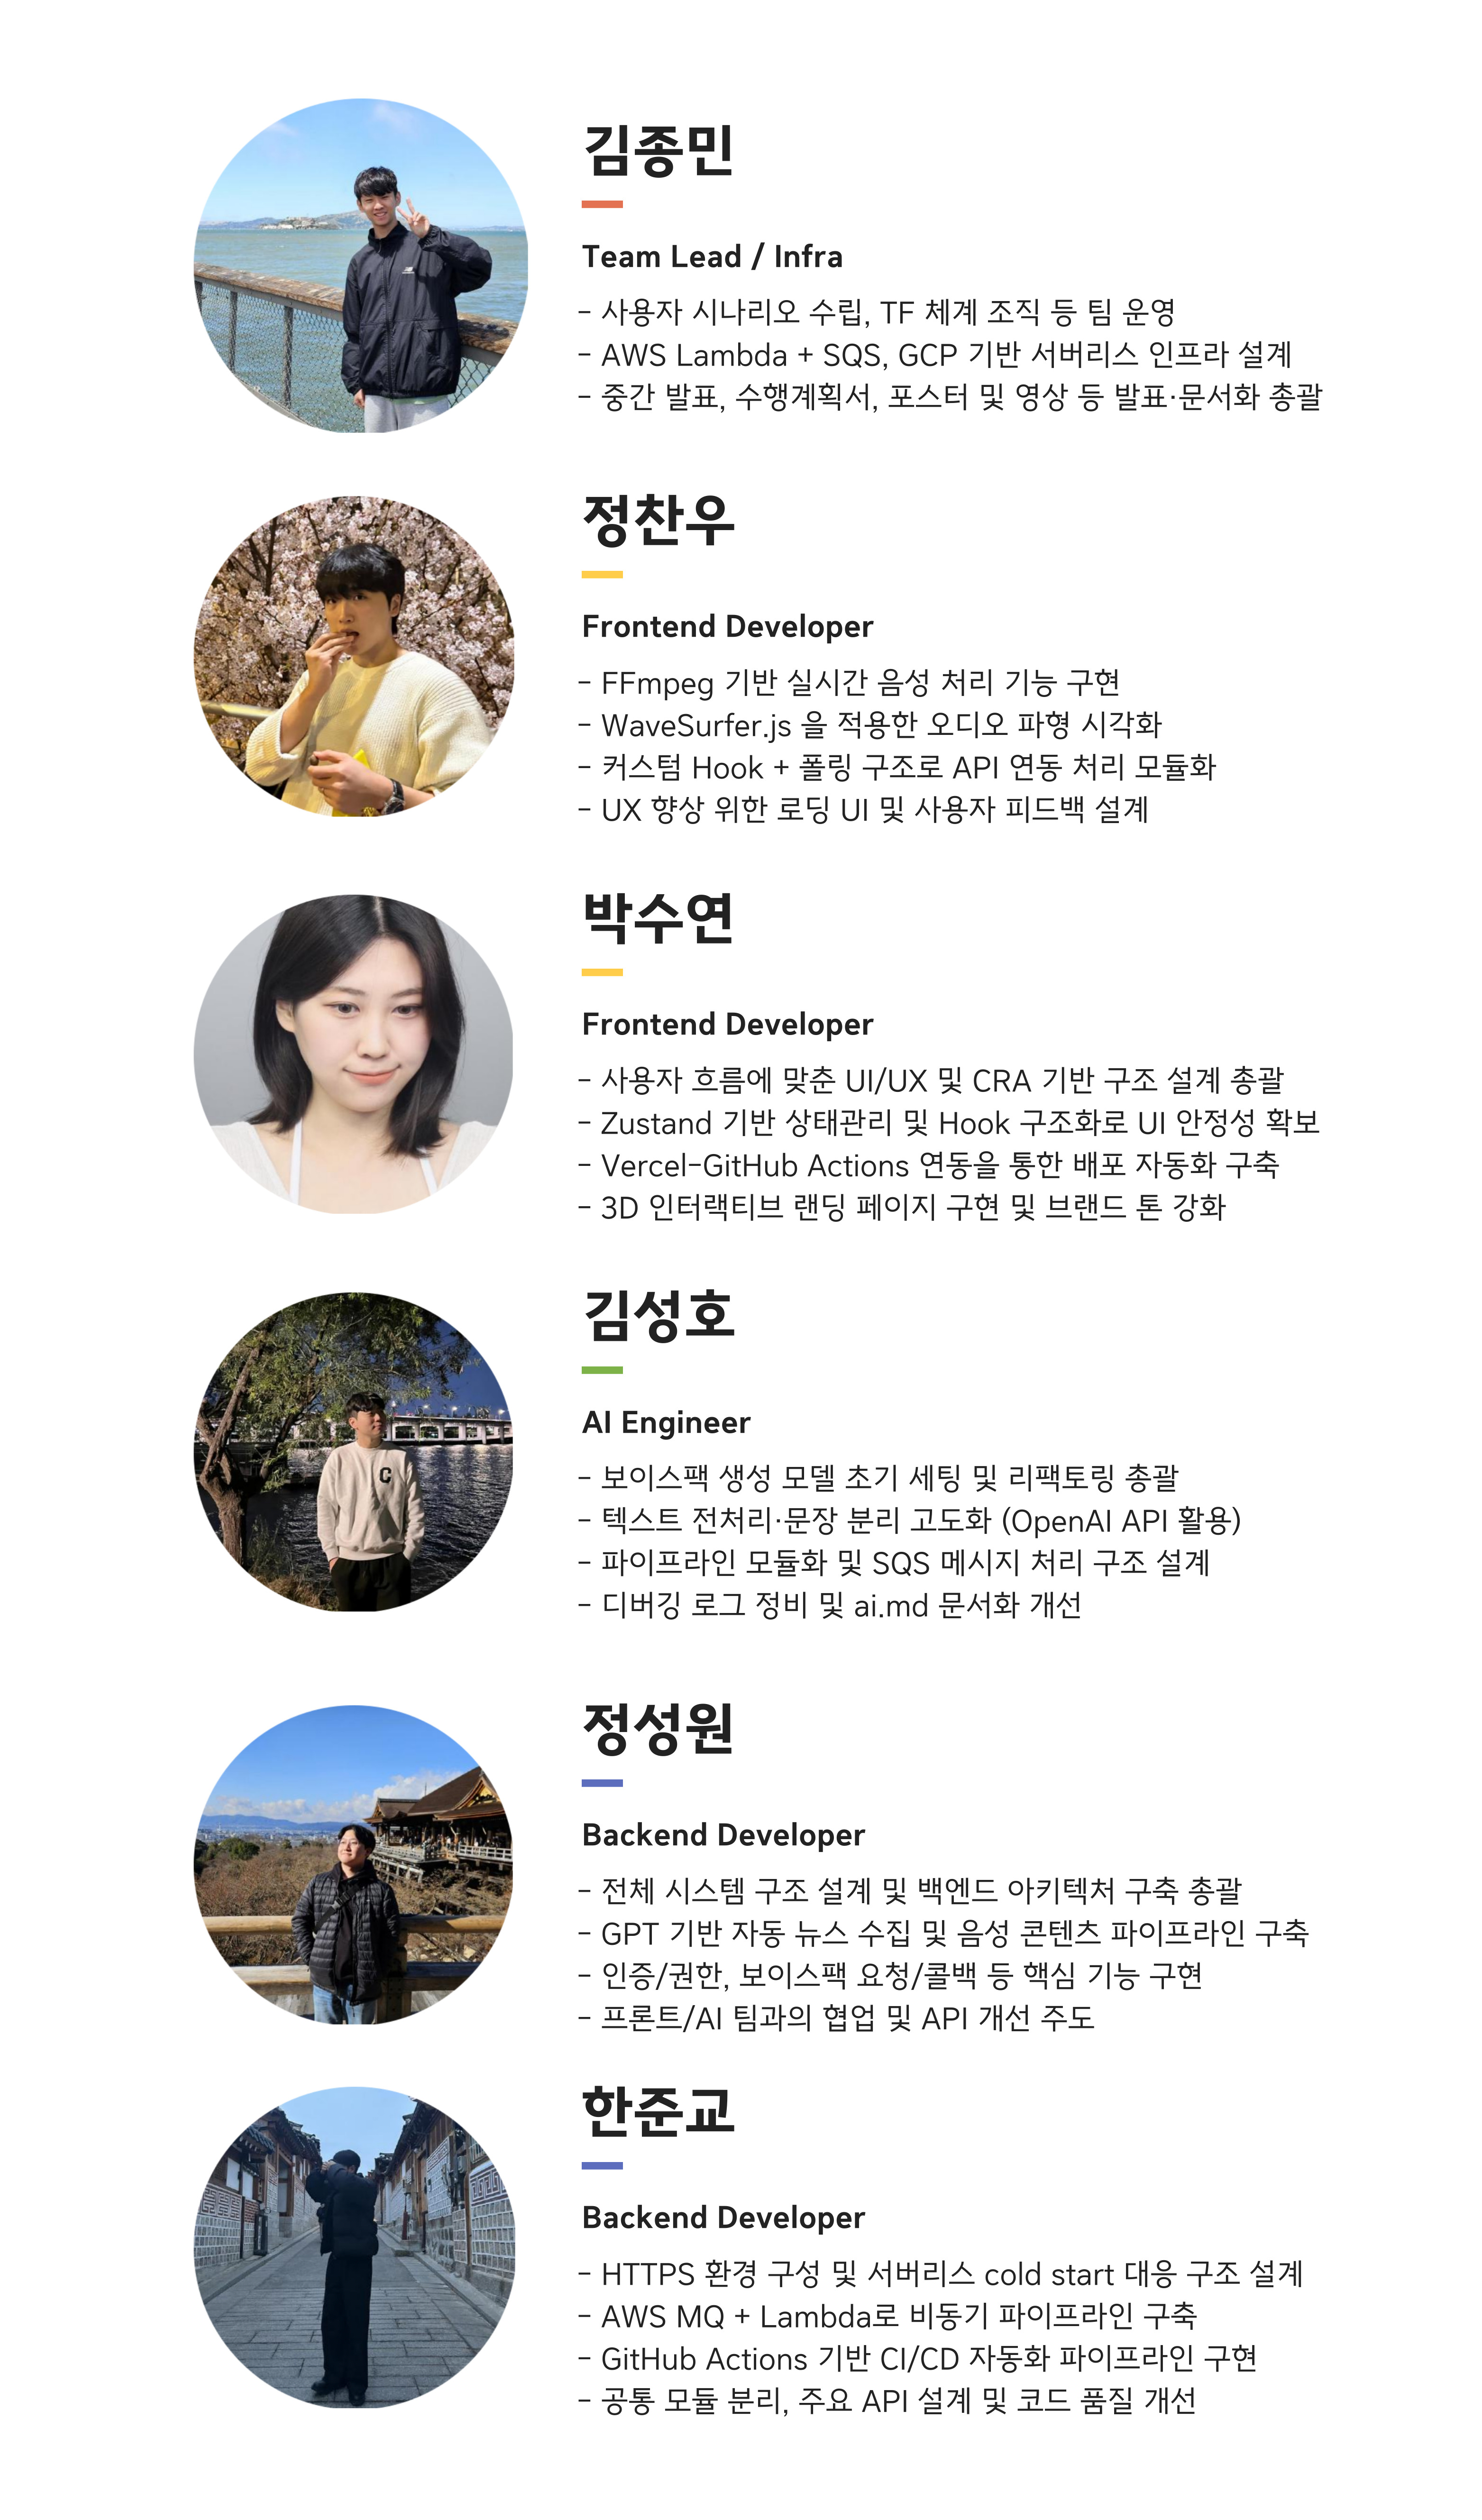 김종민
Team Lead / Infra
- 사용자 시나리오 수립, TF 체계 조직 등 팀 운영
- AWS Lambda + SQS, GCP 기반 서버리스 인프라 설계
- 중간 발표, 수행계획서, 포스터 및 영상 등 발표·문서화 총괄
정찬우
Frontend Developer
- FFmpeg 기반 실시간 음성 처리 기능 구현
- WaveSurfer.js 을 적용한 오디오 파형 시각화
- 커스텀 Hook + 폴링 구조로 API 연동 처리 모듈화
- UX 향상 위한 로딩 UI 및 사용자 피드백 설계
박수연
Frontend Developer
- 사용자 흐름에 맞춘 UI/UX 및 CRA 기반 구조 설계 총괄
- Zustand 기반 상태관리 및 Hook 구조화로 UI 안정성 확보
- Vercel-GitHub Actions 연동을 통한 배포 자동화 구축
- 3D 인터랙티브 랜딩 페이지 구현 및 브랜드 톤 강화
김성호
AI Engineer
- 보이스팩 생성 모델 초기 세팅 및 리팩토링 총괄
- 텍스트 전처리·문장 분리 고도화 (OpenAI API 활용)
- 파이프라인 모듈화 및 SQS 메시지 처리 구조 설계
- 디버깅 로그 정비 및 ai.md 문서화 개선
C
정성원
Backend Developer
- 전체 시스템 구조 설계 및 백엔드 아키텍처 구축 총괄
- GPT 기반 자동 뉴스 수집 및 음성 콘텐츠 파이프라인 구축
- 인증/권한, 보이스팩 요청/콜백 등 핵심 기능 구현
- 프론트/AI 팀과의 협업 및 API 개선 주도
한준교
Backend Developer
- HTTPS 환경 구성 및 서버리스 cold start 대응 구조 설계
- AWS MQ + Lambda로 비동기 파이프라인 구축
- GitHub Actions 기반 CI/CD 자동화 파이프라인 구현
- 공통 모듈 분리, 주요 API 설계 및 코드 품질 개선